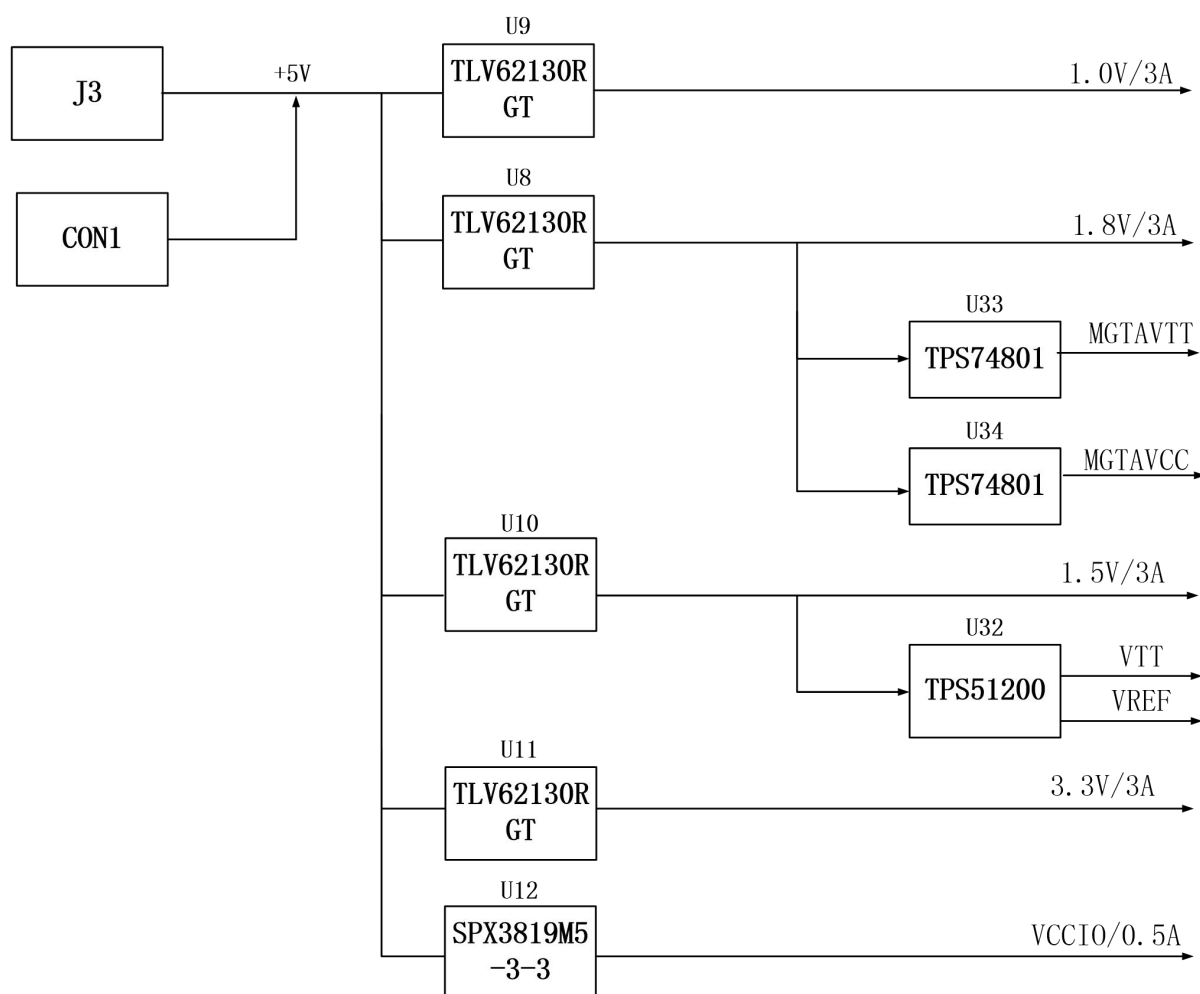 U9
J3
+5V
TLV62130R
GT
1.0V/3A
CON1
U8
TLV62130R
GT
1.8V/3A
U33
TPS74801
MGTAVTT
U34
TPS74801
MGTAVCC
U10
TLV62130R
GT
1.5V/3A
U32
TPS51200
VTT
VREF
U11
TLV62130R
GT
3.3V/3A
U12
SPX3819M5
-3-3
VCCIO/0.5A